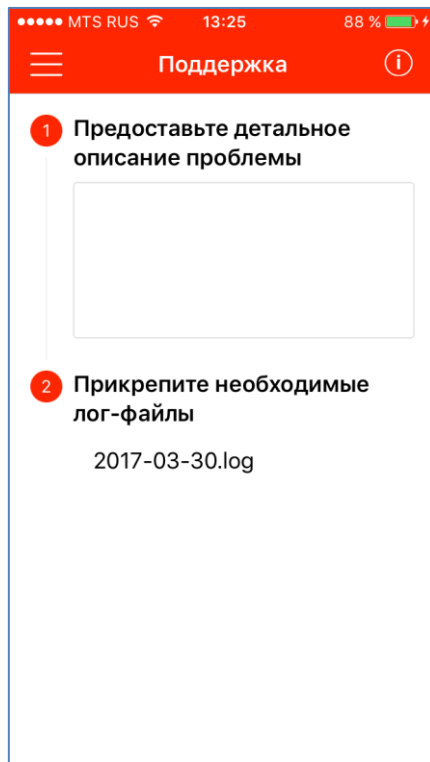 MTS RUS 13:25 88 %
Поддержка
1 Предоставьте детальное
описание проблемы
2 Прикрепите необходимые
лог-файлы
2017-03-30.log